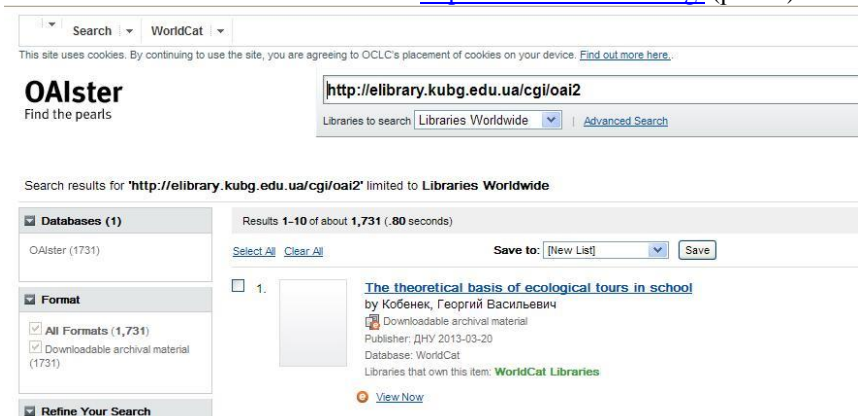 Search WorldCat
This site uses cookies. By continuing to use the site, you are agreeing to OCLC's placement of cookies on your device. Find out more here..
OAIster
Find the pearls
http://elibrary.kubg.edu.ua/cgi/oai2
Libraries to search Libraries Worldwide | Advanced Search
Search results for 'http://elibrary.kubg.edu.ua/cgi/oai2' limited to Libraries Worldwide
Databases (1)
OAIster (1731)
Format
All Formats (1,731)
Downloadable archival material
(1731)
Refine Your Search
Results 1-10 of about 1,731 (.80 seconds)
Select All Clear All Save to: [New List] Save
1. The theoretical basis of ecological tours in school
by Кобенек, Георгий Васильевич
Downloadable archival material
Publisher: ДНУ 2013-03-20
Database: WorldCat
Libraries that own this item: WorldCat Libraries
View Now